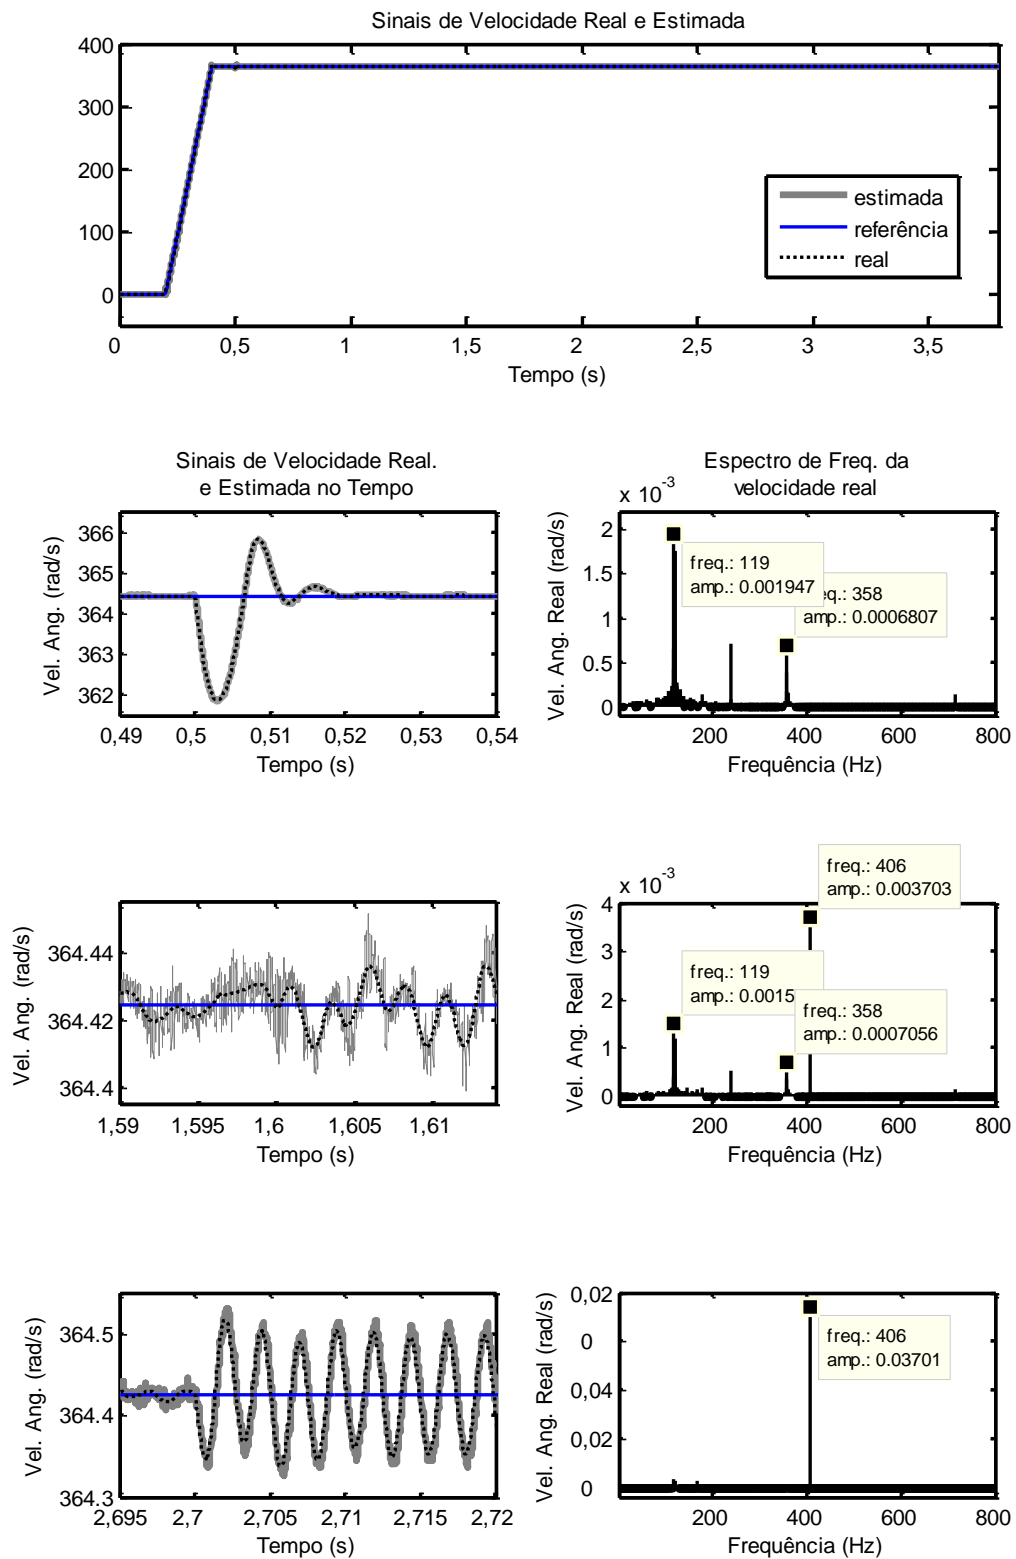 Sinais de Velocidade Real e Estimada
400
300
200
100
0
estimada
referência
real
0 0,5 1 1,5 2 2,5 3 3,5
Tempo (s)
Sinais de Velocidade Real.
e Estimada no Tempo
Vel. Ang. (rad/s)
366
365
364
363
362
0,49 0,5 0,51 0,52 0,53 0,54
Tempo (s)
Espectro de Freq. da
velocidade real
x 10-3
Vel. Ang. Real (rad/s)
2
1.5
1
0.5
0
freq.: 119
amp.: 0.001947
eq.: 358
amp.: 0.0006807
200 400 600 800
Frequência (Hz)
Vel. Ang. (rad/s)
364.44
364.42
364.4
1,59 1,595 1,6 1,605 1,61
Tempo (s)
x 10-3
Vel. Ang. Real (rad/s)
4
3
2
1
0
freq.: 406
amp.: 0.003703
freq.: 119
amp.: 0.0015
freq.: 358
amp.: 0.0007056
200 400 600 800
Frequência (Hz)
Vel. Ang. (rad/s)
364.5
364.4
364.3
2,695 2,7 2,705 2,71 2,715 2,72
Tempo (s)
Vel. Ang. Real (rad/s)
0,02
0
0,04
0,02
0
freq.: 406
amp.: 0.03701
200 400 600 800
Frequência (Hz)